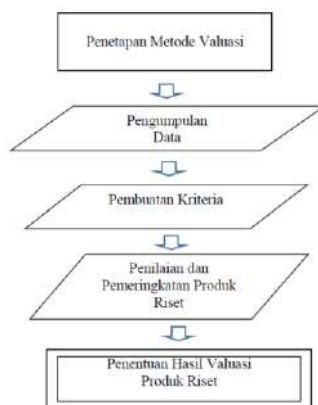 Penetapan Metode Valuasi
Pengumpulan
Data
Pembuatan Kriteria
Penilaian dan
Pemeringkatan Produk
Riset
Penentuan Hasil Valuasi
Produk Riset